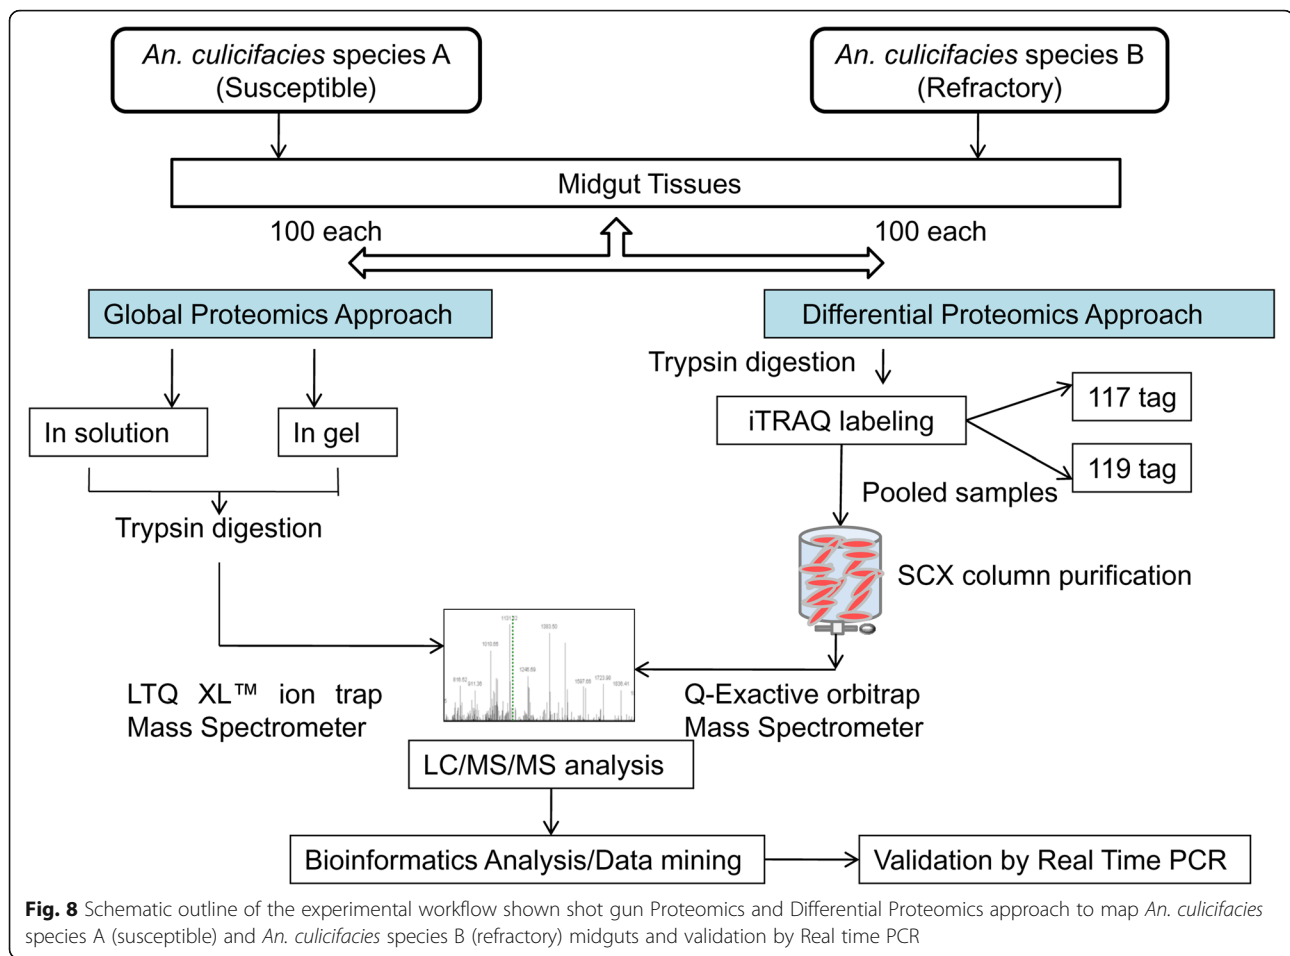 An. culicifacies species A
(Susceptible)
An. culicifacies species B
(Refractory)
Midgut Tissues
100 each
100 each
Global Proteomics Approach
Differential Proteomics Approach
Trypsin digestion
In solution
In gel
iTRAQ labeling
117 tag
119 tag
Pooled samples
Trypsin digestion
SCX column purification
LTQ XL™ ion trap
Mass Spectrometer
Q-Exactive orbitrap
Mass Spectrometer
LC/MS/MS analysis
Bioinformatics Analysis/Data mining
Validation by Real Time PCR
Fig. 8 Schematic outline of the experimental workflow shown shot gun Proteomics and Differential Proteomics approach to map An. culicifacies
species A (susceptible) and An. culicifacies species B (refractory) midguts and validation by Real time PCR